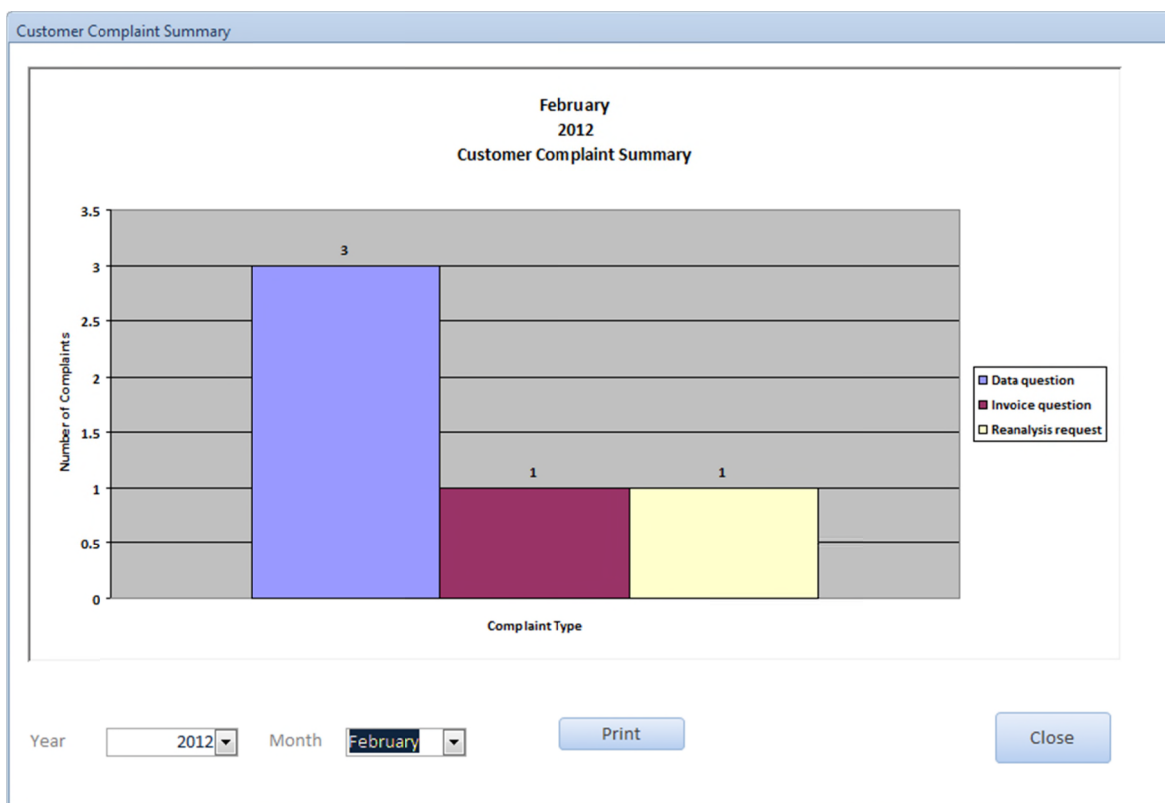 Customer Complaint Summary
February
2012
Customer Complaint Summary
3.5
3
2.5
2
1.5
1
0.5
0
Number of Complaints
3
1
1
Complaint Type
Data question
Invoice question
Reanalysis request
Year
2012
Month
February
Print
Close